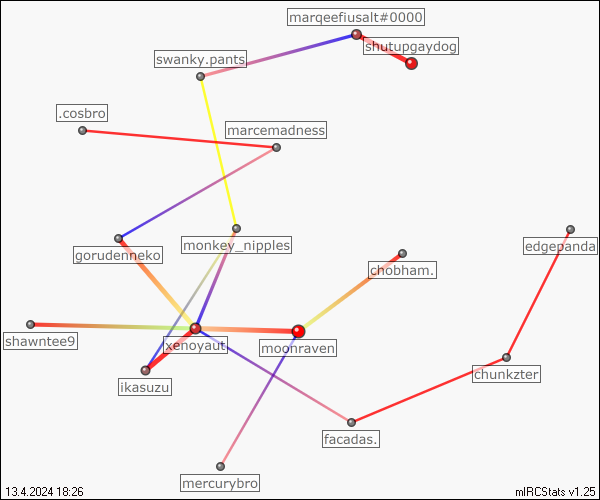 marqeefiusalt#0000
shutupgaydog
swanky.pants
.cosbro
marcemadness
monkey_nipples
edgepanda
gorudenneko
chobham.
shawntee9
xenoyaut
moonraven
chunkzter
ikasuzu
facadas.
mercurybro
13.4.2024 18:26
mIRCStats v1.25